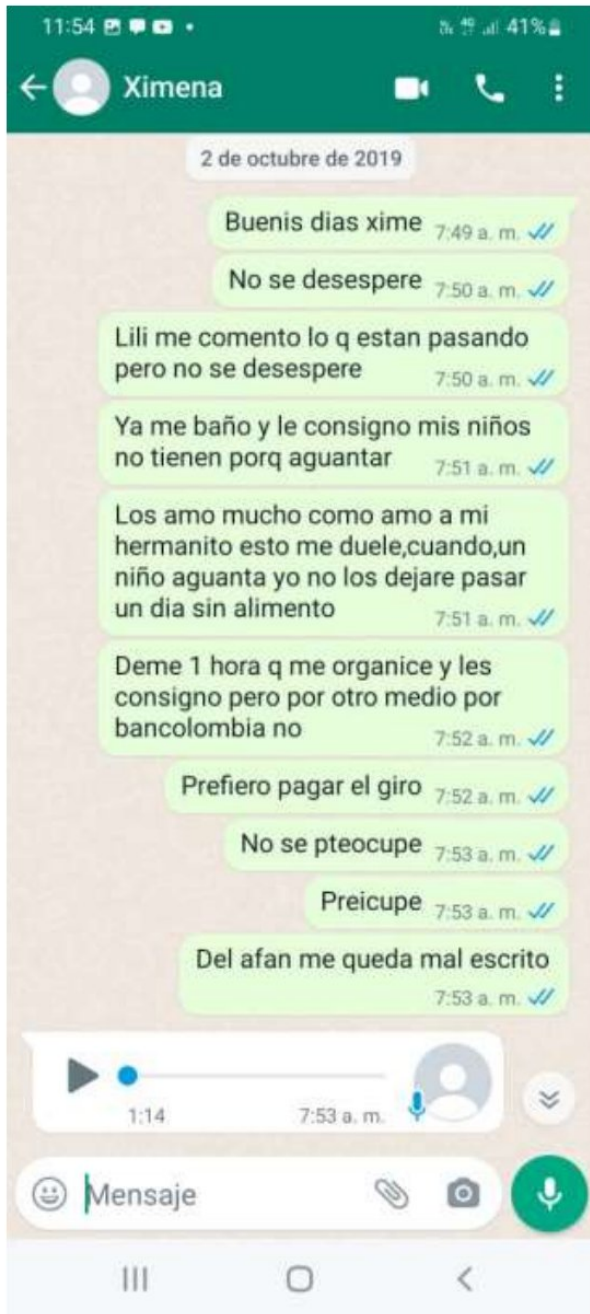 11:54
41%
Ximena
2 de octubre de 2019
Buenis dias xime 7:49 a. m.
No se desespere 7:50 a. m.
Lili me comento lo q estan pasando
pero no se desespere 7:50 a. m.
Ya me baño y le consigno mis niños
no tienen porq aguantar 7:51 a. m.
Los amo mucho como amo a mi
hermanito esto me duele,cuando,un
niño aguanta yo no los dejare pasar
un dia sin alimento 7:51 a. m.
Deme 1 hora q me organice y les
consigno pero por otro medio por
bancolombia no 7:52 a. m.
Prefiero pagar el giro 7:52 a. m.
No se pteocupe 7:53 a. m.
Preicupe 7:53 a. m.
Del afan me queda mal escrito
7:53 a. m.
1:14 7:53 a. m.
Mensaje